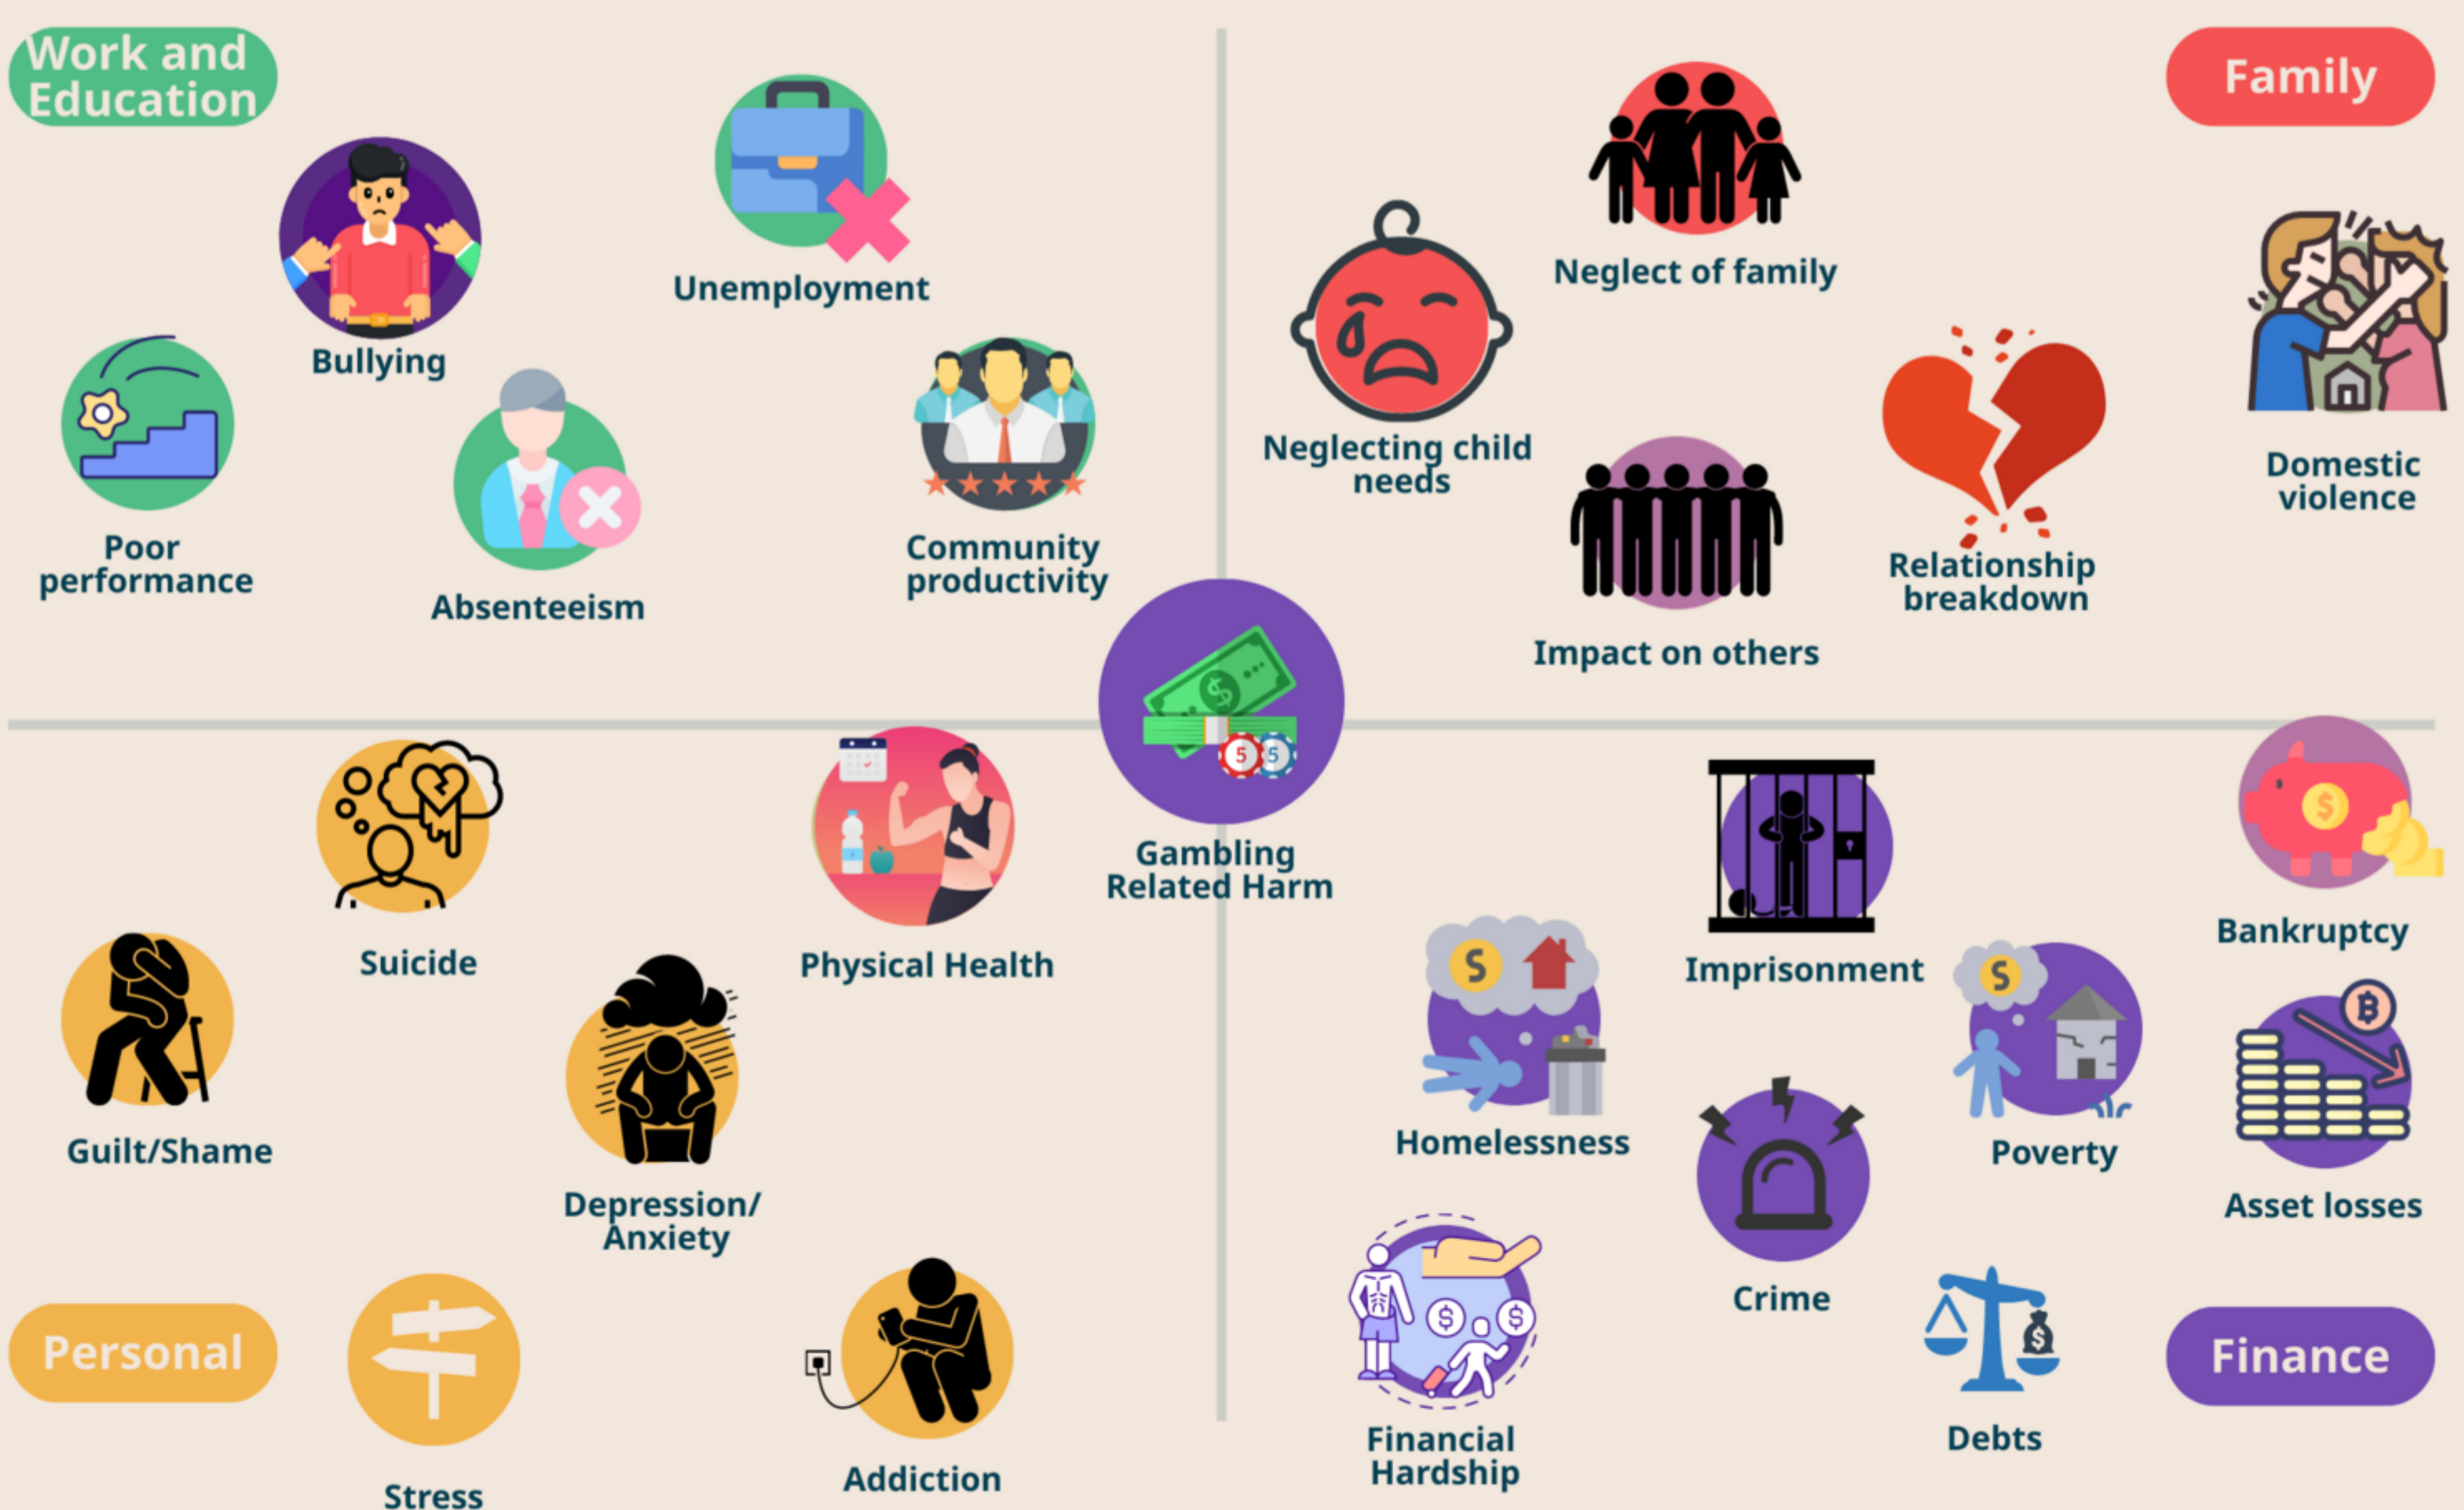 Work and
Education
Bullying
Unemployment
Poor
performance
Absenteeism
Community
productivity
Family
Neglect of family
Neglecting child
needs
Domestic
violence
Relationship
breakdown
Impact on others
$
5
5
Gambling
Related Harm
Suicide
Physical Health
Guilt/Shame
Depression/
Anxiety
Personal
Stress
Addiction
Imprisonment
$
Bankruptcy
$
Homelessness
$
Poverty
₿
Asset losses
Crime
$
$
Financial
Hardship
$
Debts
Finance